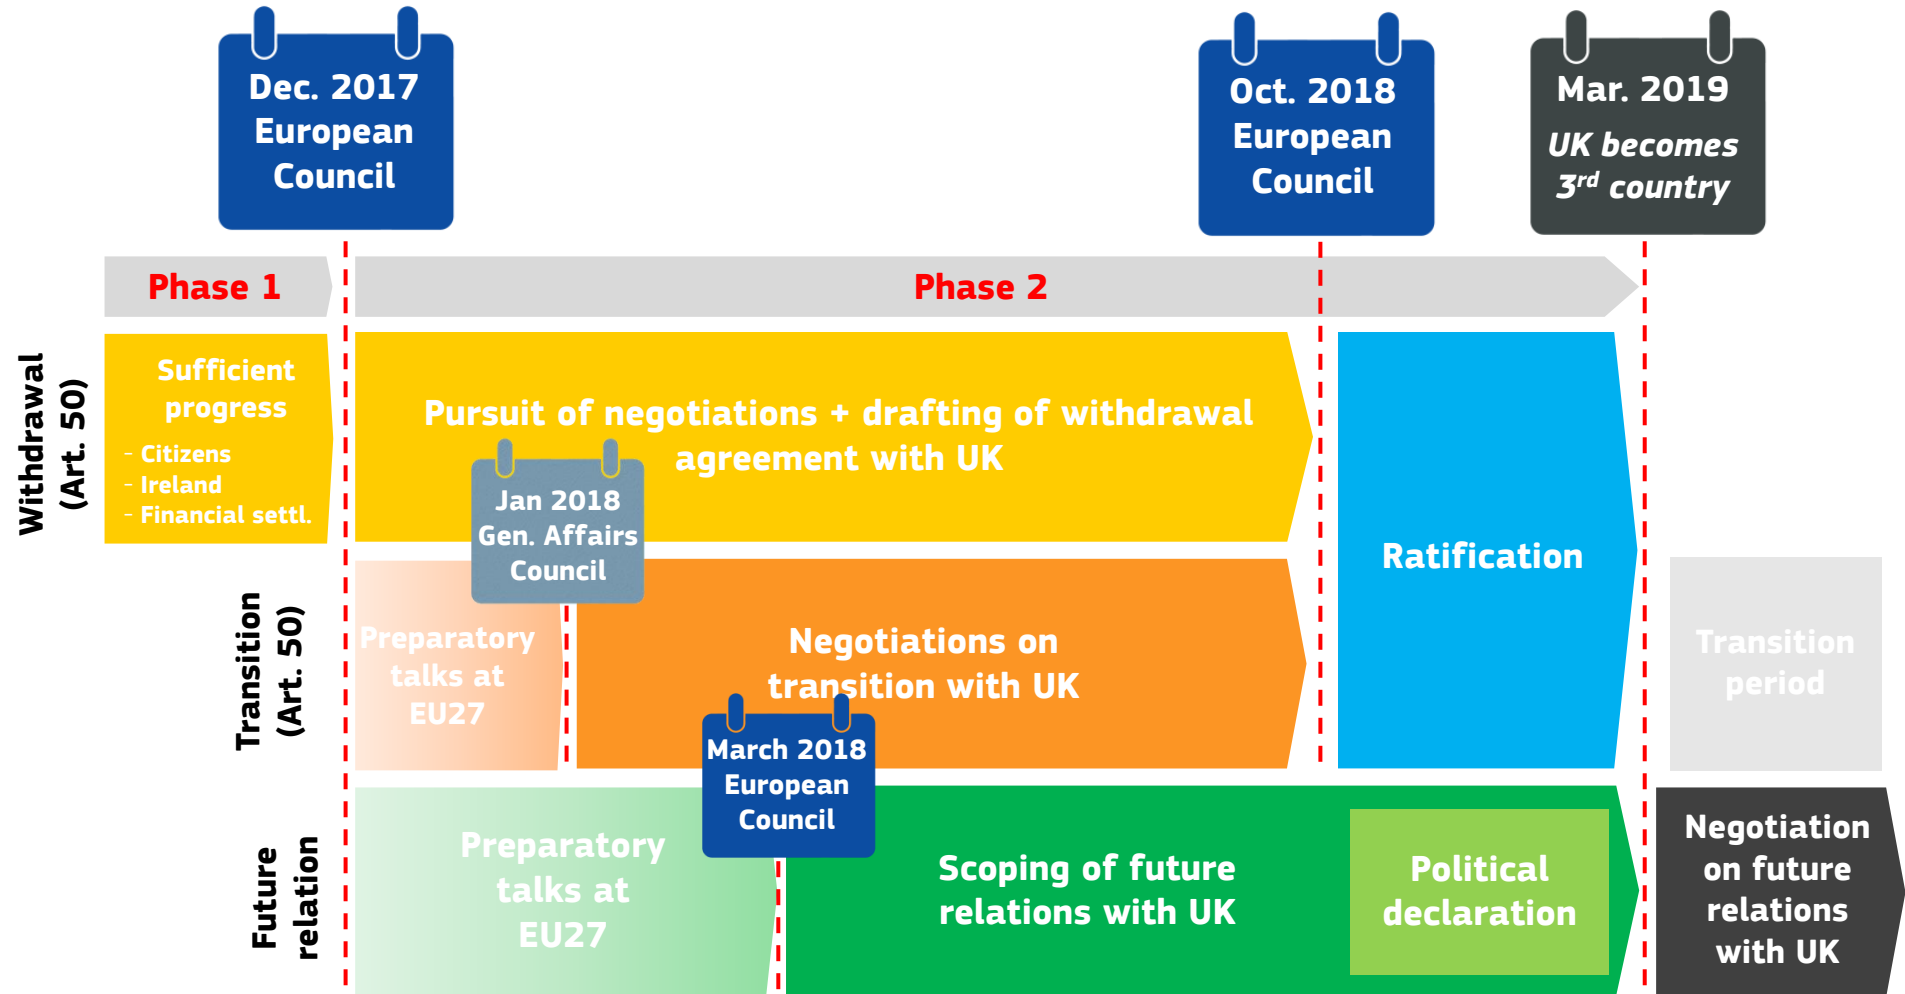 Dec. 2017
European
Council
Oct. 2018
European
Council
Mar. 2019
UK becomes
3rd country
Phase 1
Phase 2
Withdrawal
(Art. 50)
Sufficient
progress
- Citizens
- Ireland
- Financial settl.
Pursuit of negotiations + drafting of withdrawal
agreement with UK
Jan 2018
Gen. Affairs
Council
Ratification
Transition
(Art. 50)
Preparatory
talks at
EU27
Negotiations on
transition with UK
Transition
period
March 2018
European
Council
Future
relation
Preparatory
talks at
EU27
Scoping of future
relations with UK
Political
declaration
Negotiation
on future
relations
with UK